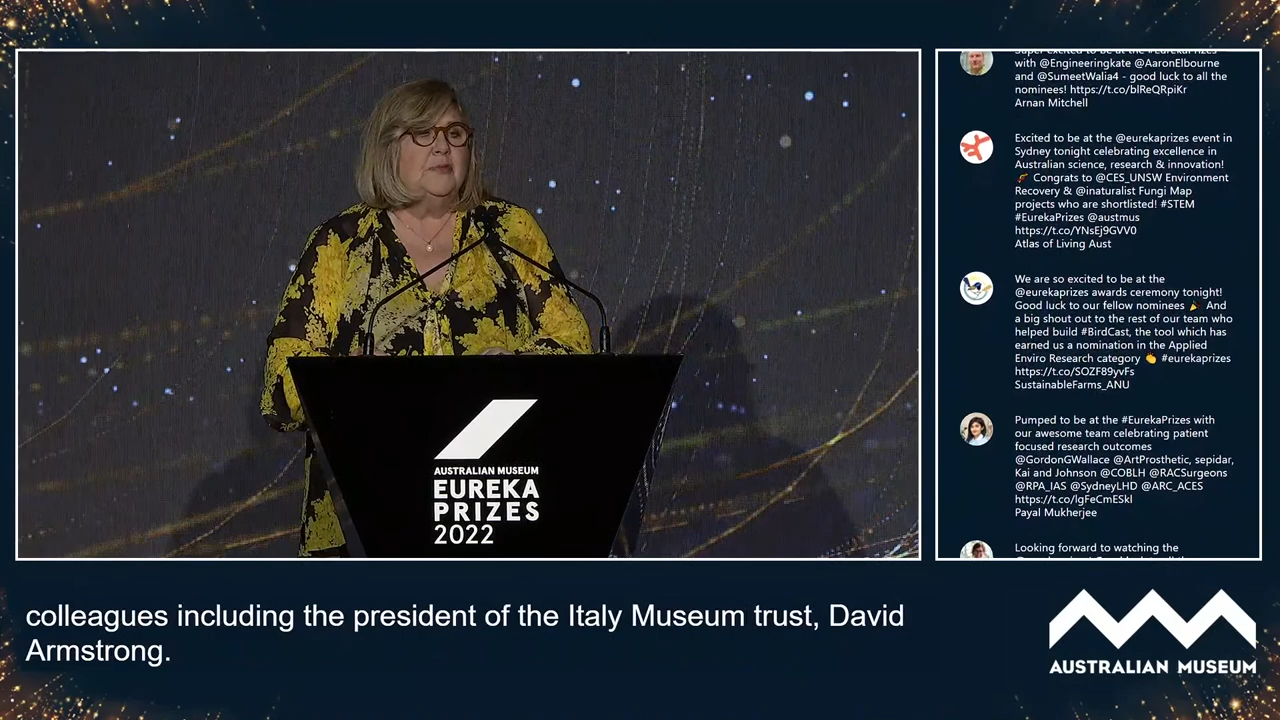 AUSTRALIAN MUSEUM
EUREKA
PRIZES
2022
Super excited to be at the #EurekaPrizes
with @Engineeringkate @AaronElbourne
and @SumeetWalia4 - good luck to all the
nominees! https://t.co/blReQRpiKr
Arnan Mitchell
Excited to be at the @eurekaprizes event in
Sydney tonight celebrating excellence in
Australian science, research & innovation!
Congrats to @CES_UNSW Environment
Recovery & @inaturalist Fungi Map
projects who are shortlisted! #STEM
#EurekaPrizes @austmus
https://t.co/YNsEj9GVV0
Atlas of Living Aust
We are so excited to be at the
@eurekaprizes awards ceremony tonight!
Good luck to our fellow nominees 🎉 And
a big shout out to the rest of our team who
helped build #BirdCast, the tool which has
earned us a nomination in the Applied
Enviro Research category 👏 #eurekaprizes
https://t.co/SOZF89yvFs
SustainableFarms_ANU
Pumped to be at the #EurekaPrizes with
our awesome team celebrating patient
focused research outcomes
@GordonGWallace @ArtProsthetic, sepidar,
Kai and Johnson @COBLH @RACSurgeons
@RPA_IAS @SydneyLHD @ARC_ACES
https://t.co/lgFeCmESkl
Payal Mukherjee
Looking forward to watching the
colleagues including the president of the Italy Museum trust, David
Armstrong.
AUSTRALIAN MUSEUM